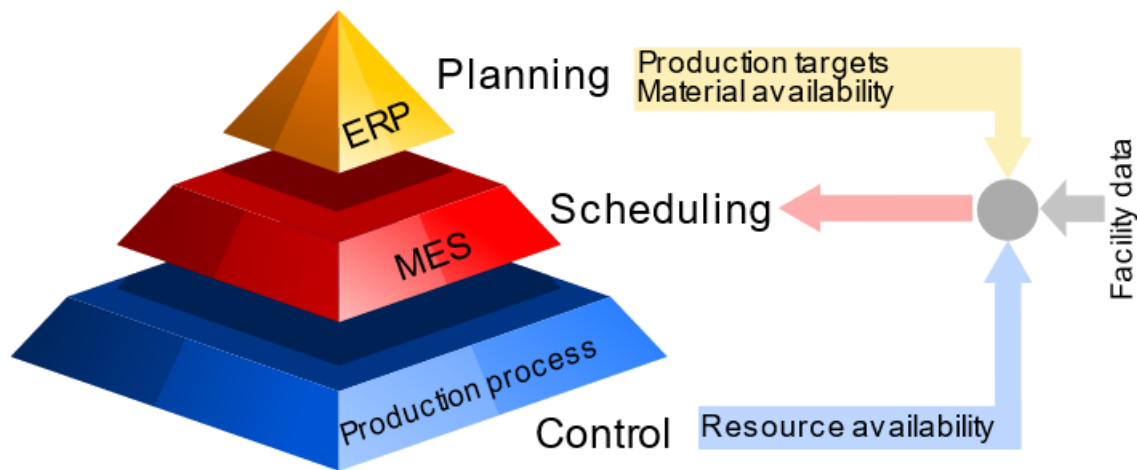 Planning
Production targets
Material availability
ERP
Scheduling
Facility data
MES
Production process
Control
Resource availability